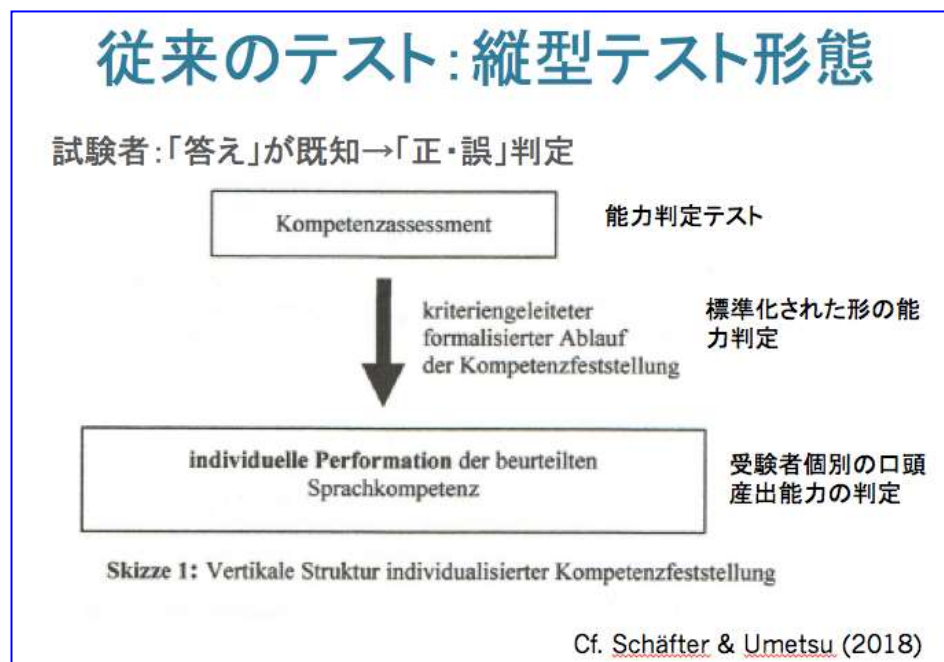 従来のテスト:縦型テスト形態
試験者:「答え」が既知→「正・誤」判定
Kompetenzassessment
能力判定テスト
kriteriengeleiteter
formalisierter Ablauf
der Kompetenzfeststellung
標準化された形の能
力判定
individuelle Performation der beurteilten
Sprachkompetenz
受験者個別の口頭
産出能力の判定
Skizze 1: Vertikale Struktur individualisierter Kompetenzfeststellung
Cf. Schäfter & Umetsu (2018)